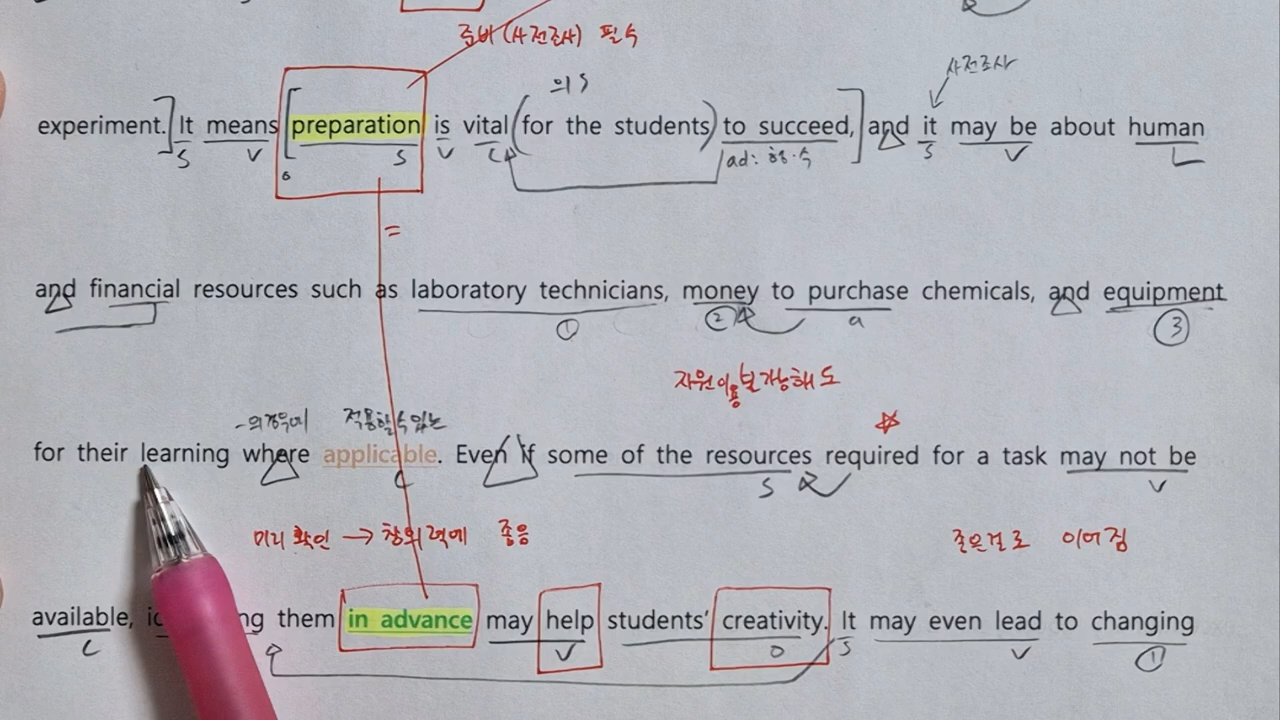 준비(사전조사) 필수
의 S
사전조사
experiment.] It means [preparation is vital (for the students) to succeed,] and it may be about human
S V o S V C ad: 형·수 S V
=
and financial resources such as laboratory technicians, money to purchase chemicals, and equipment
① ② a ③
자원이용불가능해도
-의경우에 적용할수있는
for their learning where applicable. Even if some of the resources required for a task may not be
C S V
미리 확인 → 창의력에 좋음 좋은걸로 이어짐
available, them in advance may help students' creativity. It may even lead to changing
C V O S V ①